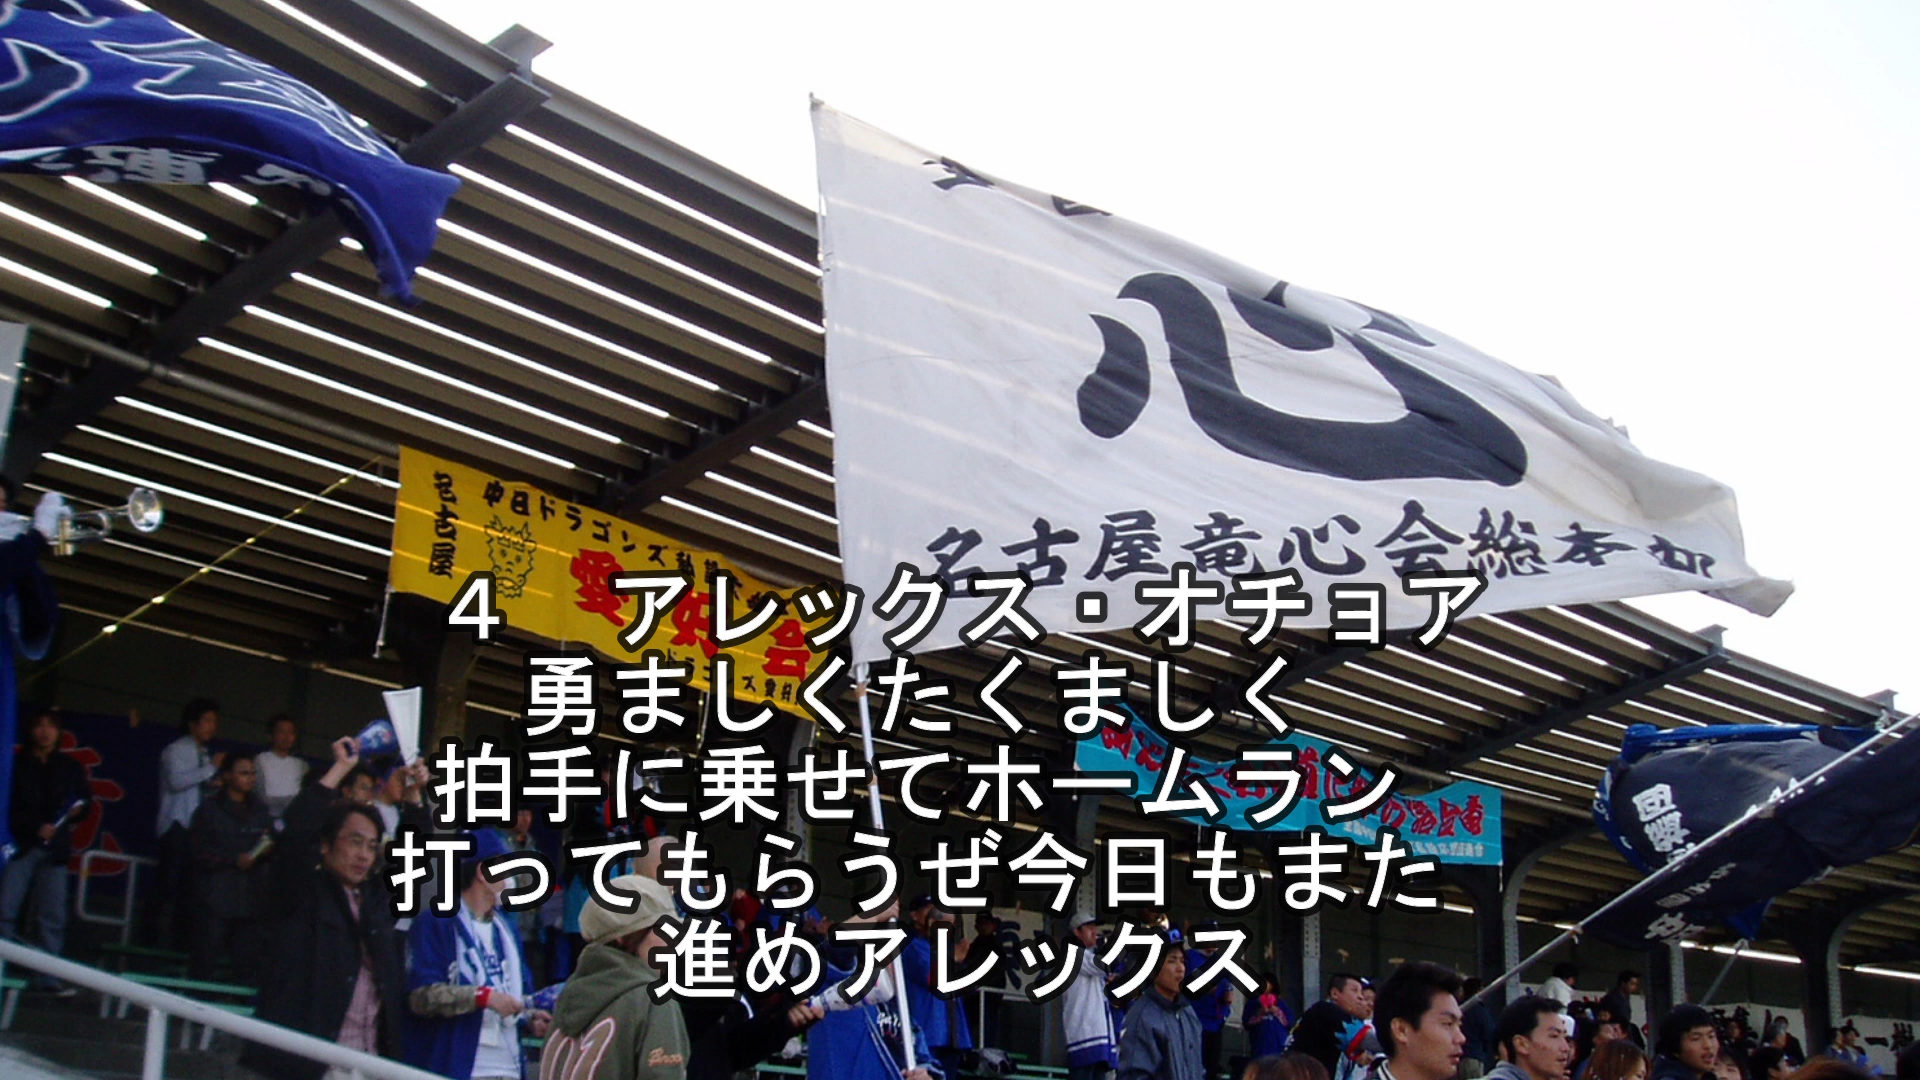 心
名古屋竜心会総本部
名古屋
中日ドラゴンズ
愛好会
4 アレックス・オチョア
勇ましくたくましく
拍手に乗せてホームラン
打ってもらうぜ今日もまた
進めアレックス